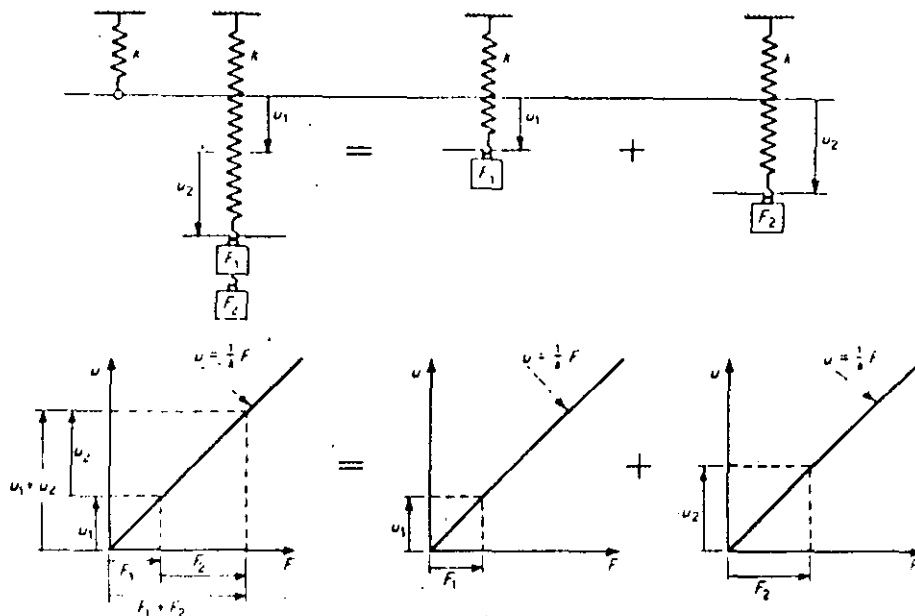 k k k k
u₁ u₁ u₂
= +
u₂
F₁ F₁ F₂
F₂
u = 1/k F u = 1/k F u = 1/k F
u u u
u₁ + u₂ u₂ = + u₂
u₁ u₁
F F F
F₁ F₂ F₁ F₂
F₁ + F₂